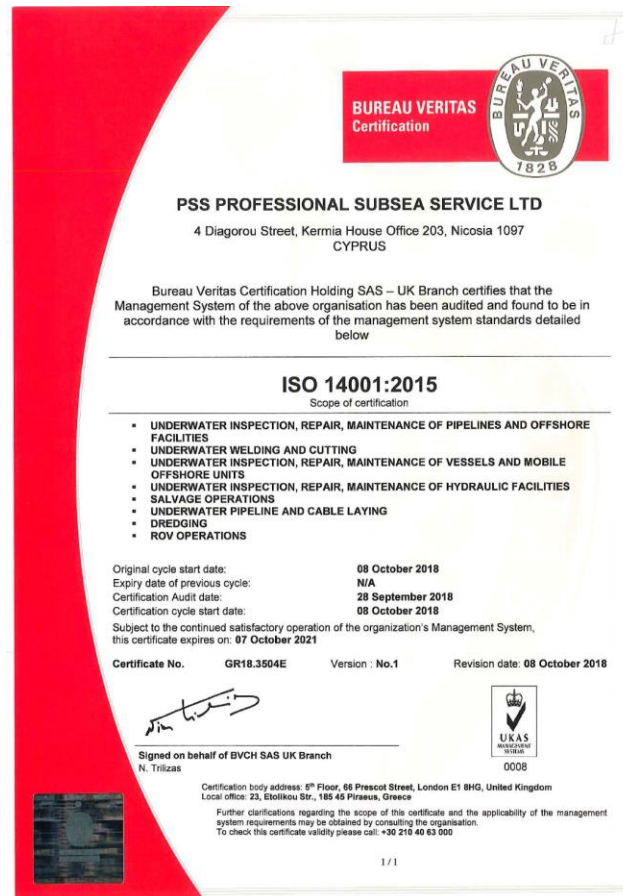 BUREAU VERITAS
Certification
BUREAU VERITAS
1828
PSS PROFESSIONAL SUBSEA SERVICE LTD
4 Diagorou Street, Kermia House Office 203, Nicosia 1097
CYPRUS
Bureau Veritas Certification Holding SAS – UK Branch certifies that the
Management System of the above organisation has been audited and found to be in
accordance with the requirements of the management system standards detailed
below
ISO 14001:2015
Scope of certification
▪ UNDERWATER INSPECTION, REPAIR, MAINTENANCE OF PIPELINES AND OFFSHORE
FACILITIES
▪ UNDERWATER WELDING AND CUTTING
▪ UNDERWATER INSPECTION, REPAIR, MAINTENANCE OF VESSELS AND MOBILE
OFFSHORE UNITS
▪ UNDERWATER INSPECTION, REPAIR, MAINTENANCE OF HYDRAULIC FACILITIES
▪ SALVAGE OPERATIONS
▪ UNDERWATER PIPELINE AND CABLE LAYING
▪ DREDGING
▪ ROV OPERATIONS
Original cycle start date: 08 October 2018
Expiry date of previous cycle: N/A
Certification Audit date: 28 September 2018
Certification cycle start date: 08 October 2018
Subject to the continued satisfactory operation of the organization's Management System,
this certificate expires on: 07 October 2021
Certificate No. GR18.3504E Version : No.1 Revision date: 08 October 2018
Signed on behalf of BVCH SAS UK Branch
N. Trilizas
UKAS
MANAGEMENT
SYSTEMS
0008
Certification body address: 5th Floor, 66 Prescot Street, London E1 8HG, United Kingdom
Local office: 23, Etolikou Str., 185 45 Piraeus, Greece
Further clarifications regarding the scope of this certificate and the applicability of the management
system requirements may be obtained by consulting the organisation.
To check this certificate validity please call: +30 210 40 63 000
1/1